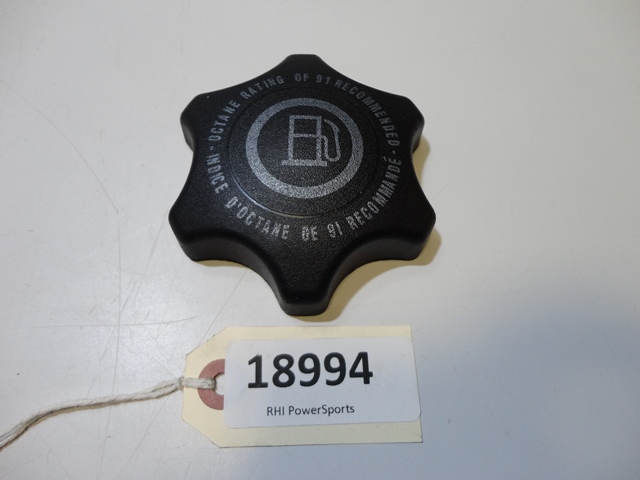 OCTANE RATING OF 91 RECOMMENDED -
INDICE D'OCTANE DE 91 RECOMMANDÉ -
18994
RHI PowerSports